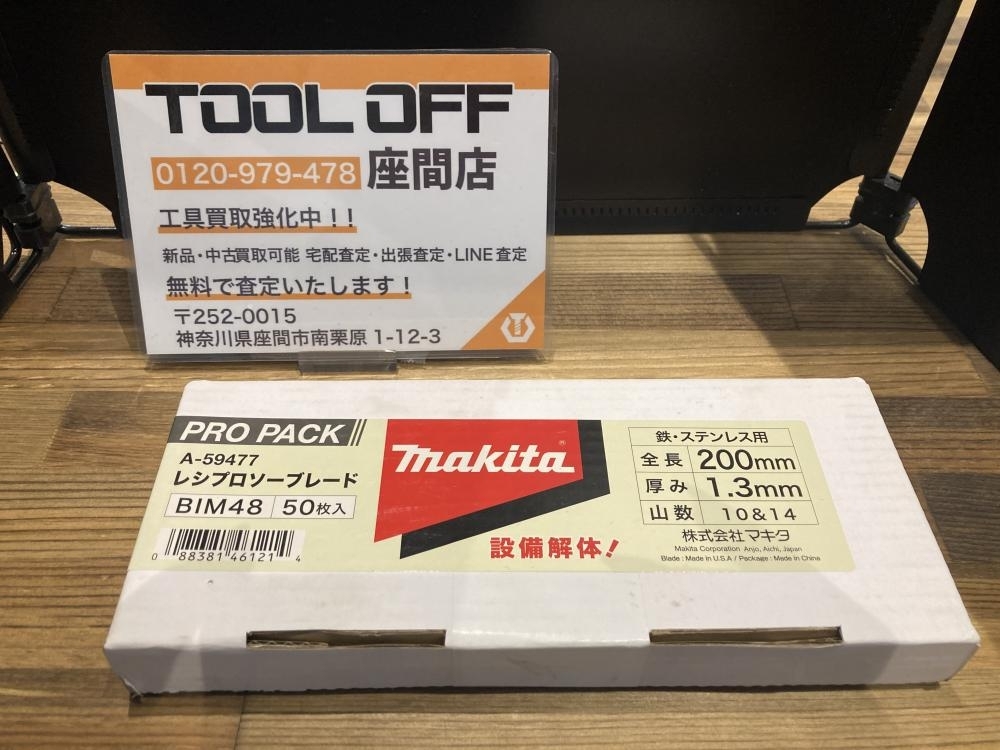 TOOL OFF
0120-979-478 座間店
工具買取強化中！！
新品・中古買取可能 宅配査定・出張査定・LINE査定
無料で査定いたします！
〒252-0015
神奈川県座間市南栗原 1-12-3
PRO PACK
A-59477
レシプロソーブレード
BIM48 50枚入
0 88381 46121 4
makita®
設備解体！
鉄・ステンレス用
全長 200mm
厚み 1.3mm
山数 10&14
株式会社マキタ
Makita Corporation Anjo, Aichi, Japan
Blade : Made in U.S.A / Package : Made in China